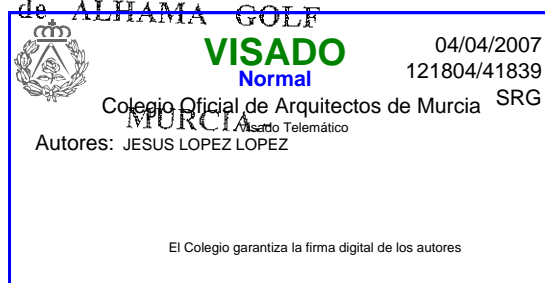 de ALHAMA GOLF
VISADO
Normal
04/04/2007
121804/41839
SRG
Colegio Oficial de Arquitectos de Murcia
MURCIA.-
Visado Telemático
Autores: JESUS LOPEZ LOPEZ
El Colegio garantiza la firma digital de los autores